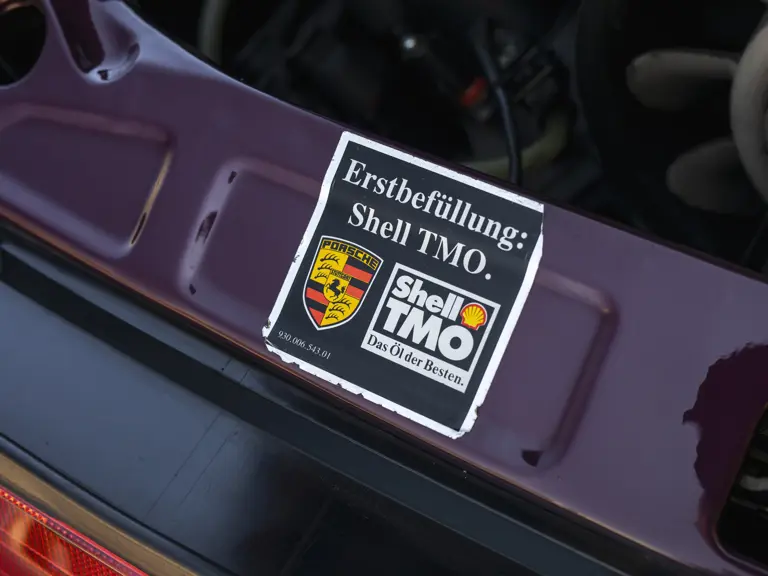 Erstbefüllung:
Shell TMO.
PORSCHE
Shell
TMO
Das Öl der Besten.
930.006.543.01